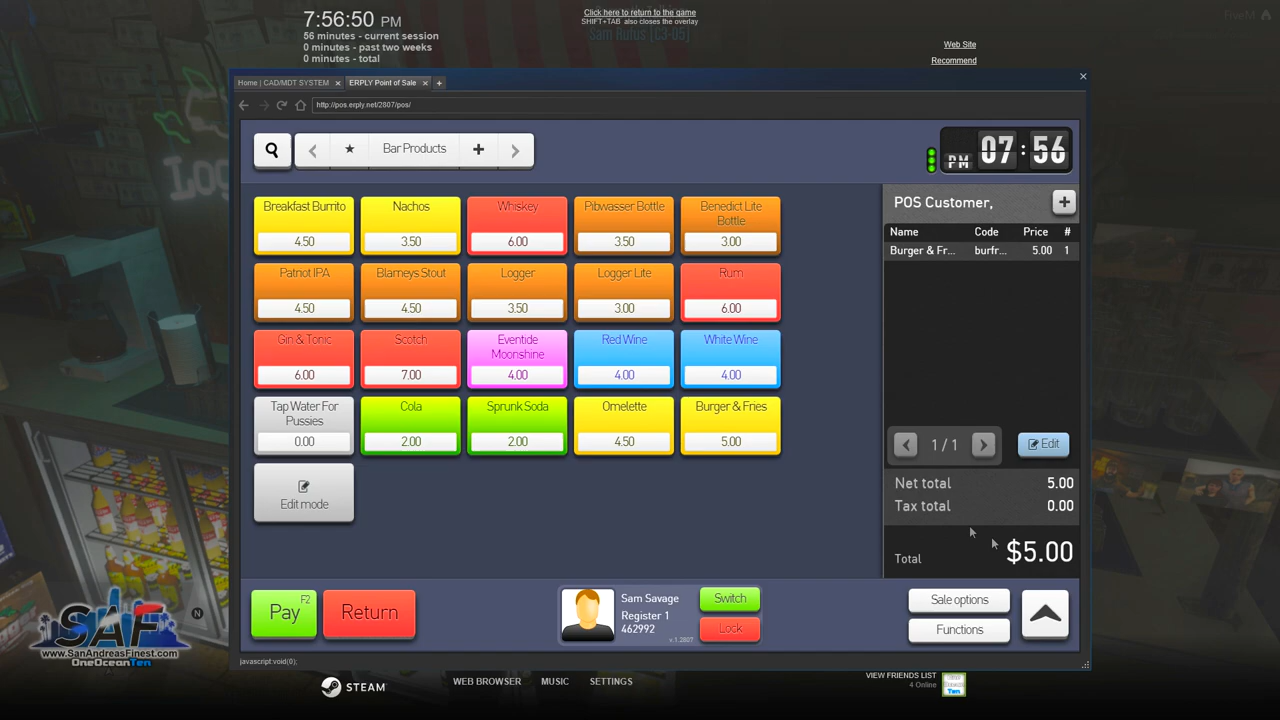 7:56:50 PM
56 minutes - current session
0 minutes - past two weeks
0 minutes - total
Click here to return to the game
SHIFT+TAB also closes the overlay
Sam Rufus [C3-05]
FiveM
Web Site
Recommend
Home | CAD/MDT SYSTEM
ERPLY Point of Sale
http://pos.erply.net/2807/pos/
Bar Products
PM 07:56
Breakfast Burrito
4.50
Nachos
3.50
Whiskey
6.00
Pibwasser Bottle
3.50
Benedict Lite
Bottle
3.00
Patriot IPA
4.50
Blarneys Stout
4.50
Logger
3.50
Logger Lite
3.00
Rum
6.00
Gin & Tonic
6.00
Scotch
7.00
Eventide
Moonshine
4.00
Red Wine
4.00
White Wine
4.00
Tap Water For
Pussies
0.00
Cola
2.00
Sprunk Soda
2.00
Omelette
4.50
Burger & Fries
5.00
Edit mode
POS Customer,
Name Code Price #
Burger & Fr... burfr... 5.00 1
1 / 1
Edit
Net total 5.00
Tax total 0.00
Total $5.00
Pay F2
Return
Sam Savage
Register 1
462992
v.1.2807
Switch
Lock
Sale options
Functions
javascript:void(0);
N
SAF
www.SanAndreasFinest.com
OneOceanTen
STEAM
WEB BROWSER
MUSIC
SETTINGS
VIEW FRIENDS LIST
4 Online